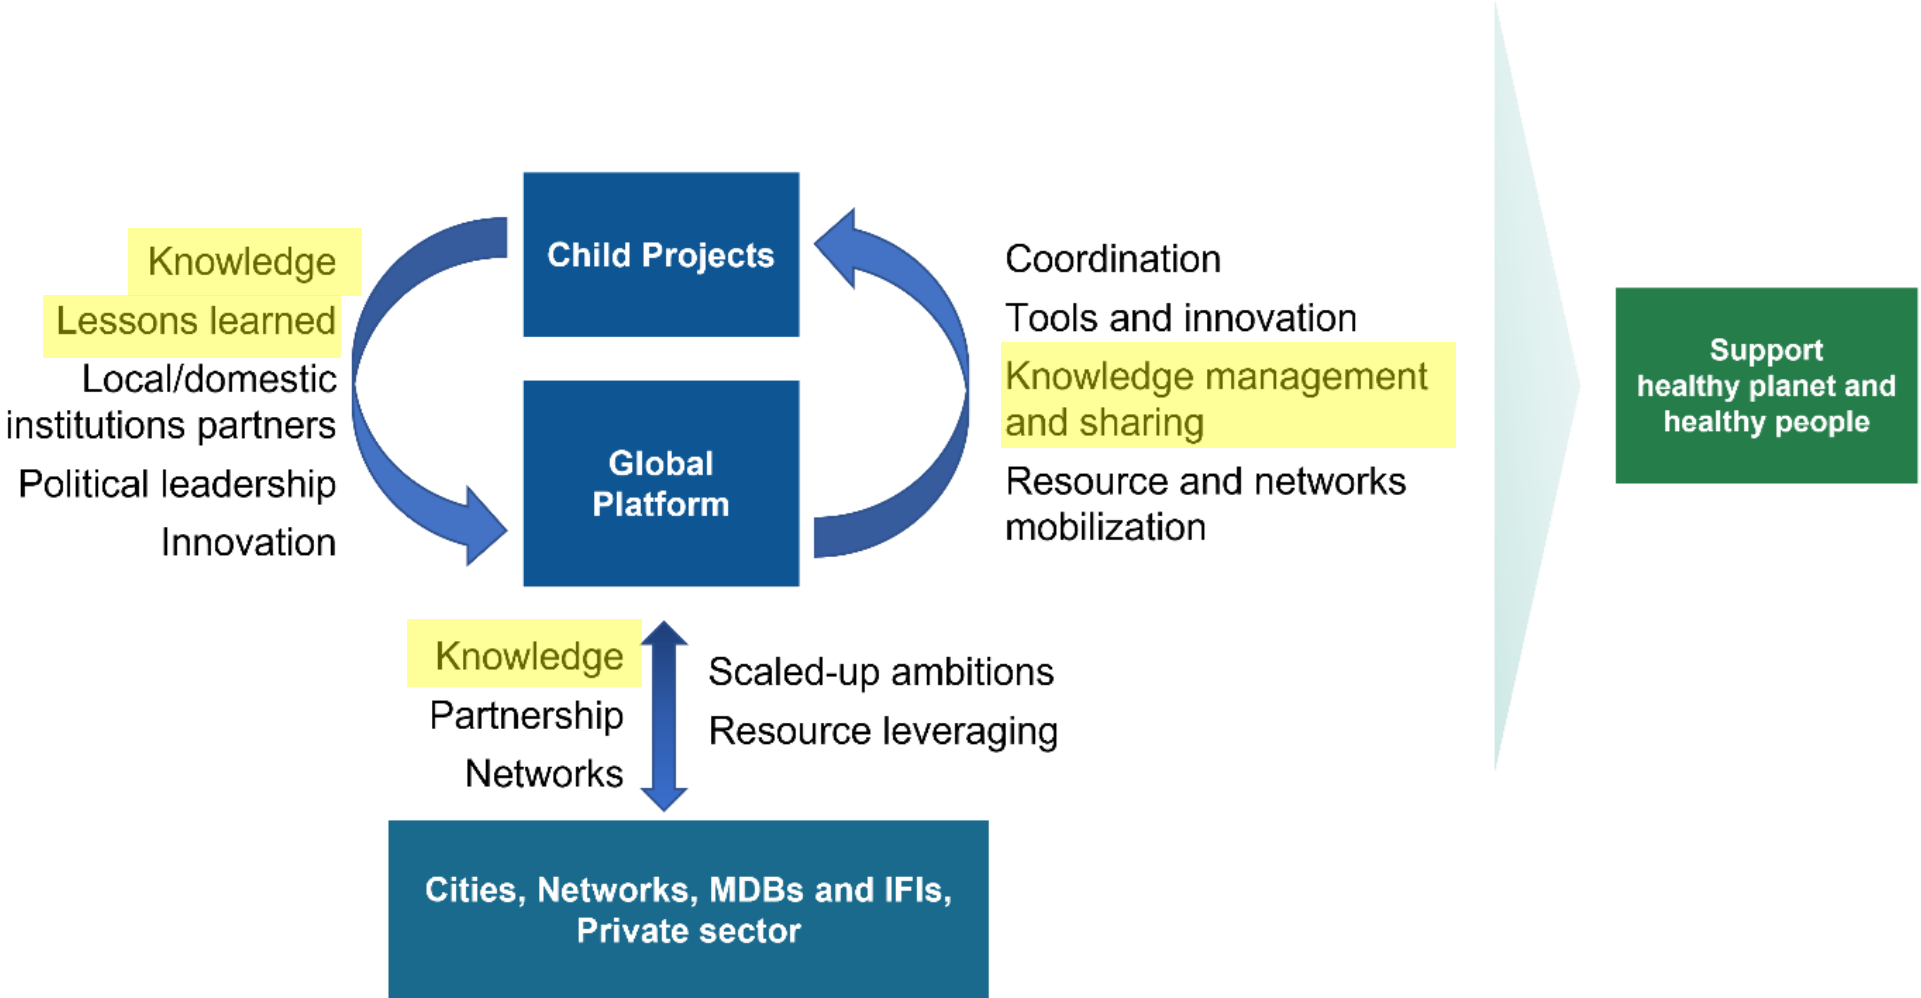 Child Projects
Knowledge
Lessons learned
Local/domestic
institutions partners
Political leadership
Innovation
Global
Platform
Coordination
Tools and innovation
Knowledge management
and sharing
Resource and networks
mobilization
Knowledge
Partnership
Networks
Scaled-up ambitions
Resource leveraging
Cities, Networks, MDBs and IFIs,
Private sector
Support
healthy planet and
healthy people